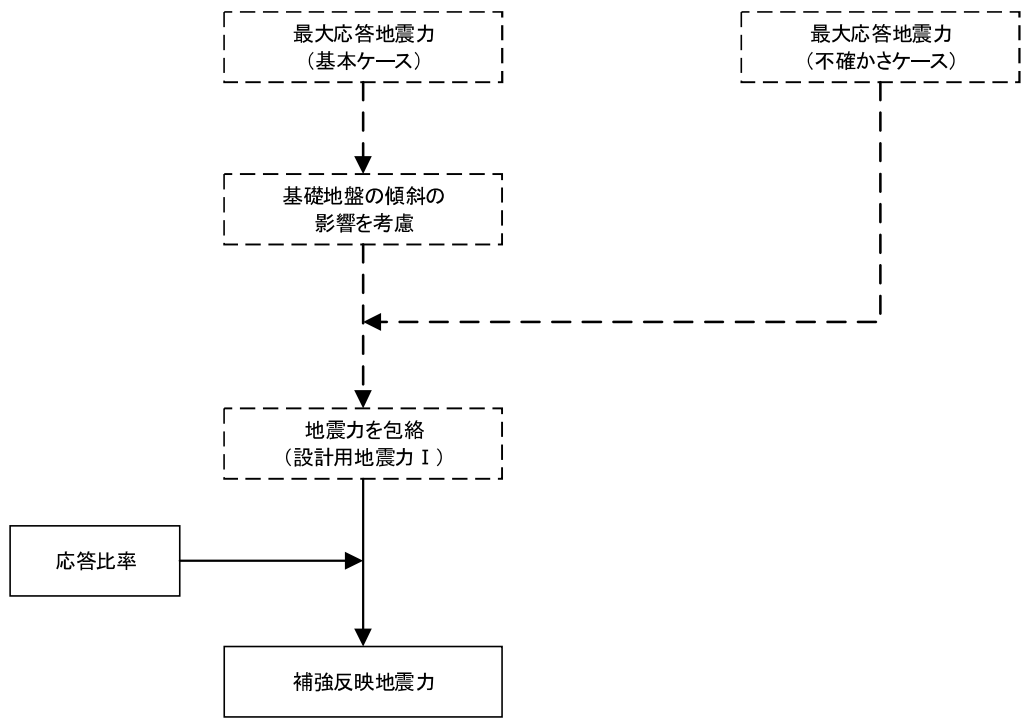 最大応答地震力
（基本ケース）
最大応答地震力
（不確かさケース）
基礎地盤の傾斜の
影響を考慮
地震力を包絡
（設計用地震力Ⅰ）
応答比率
補強反映地震力